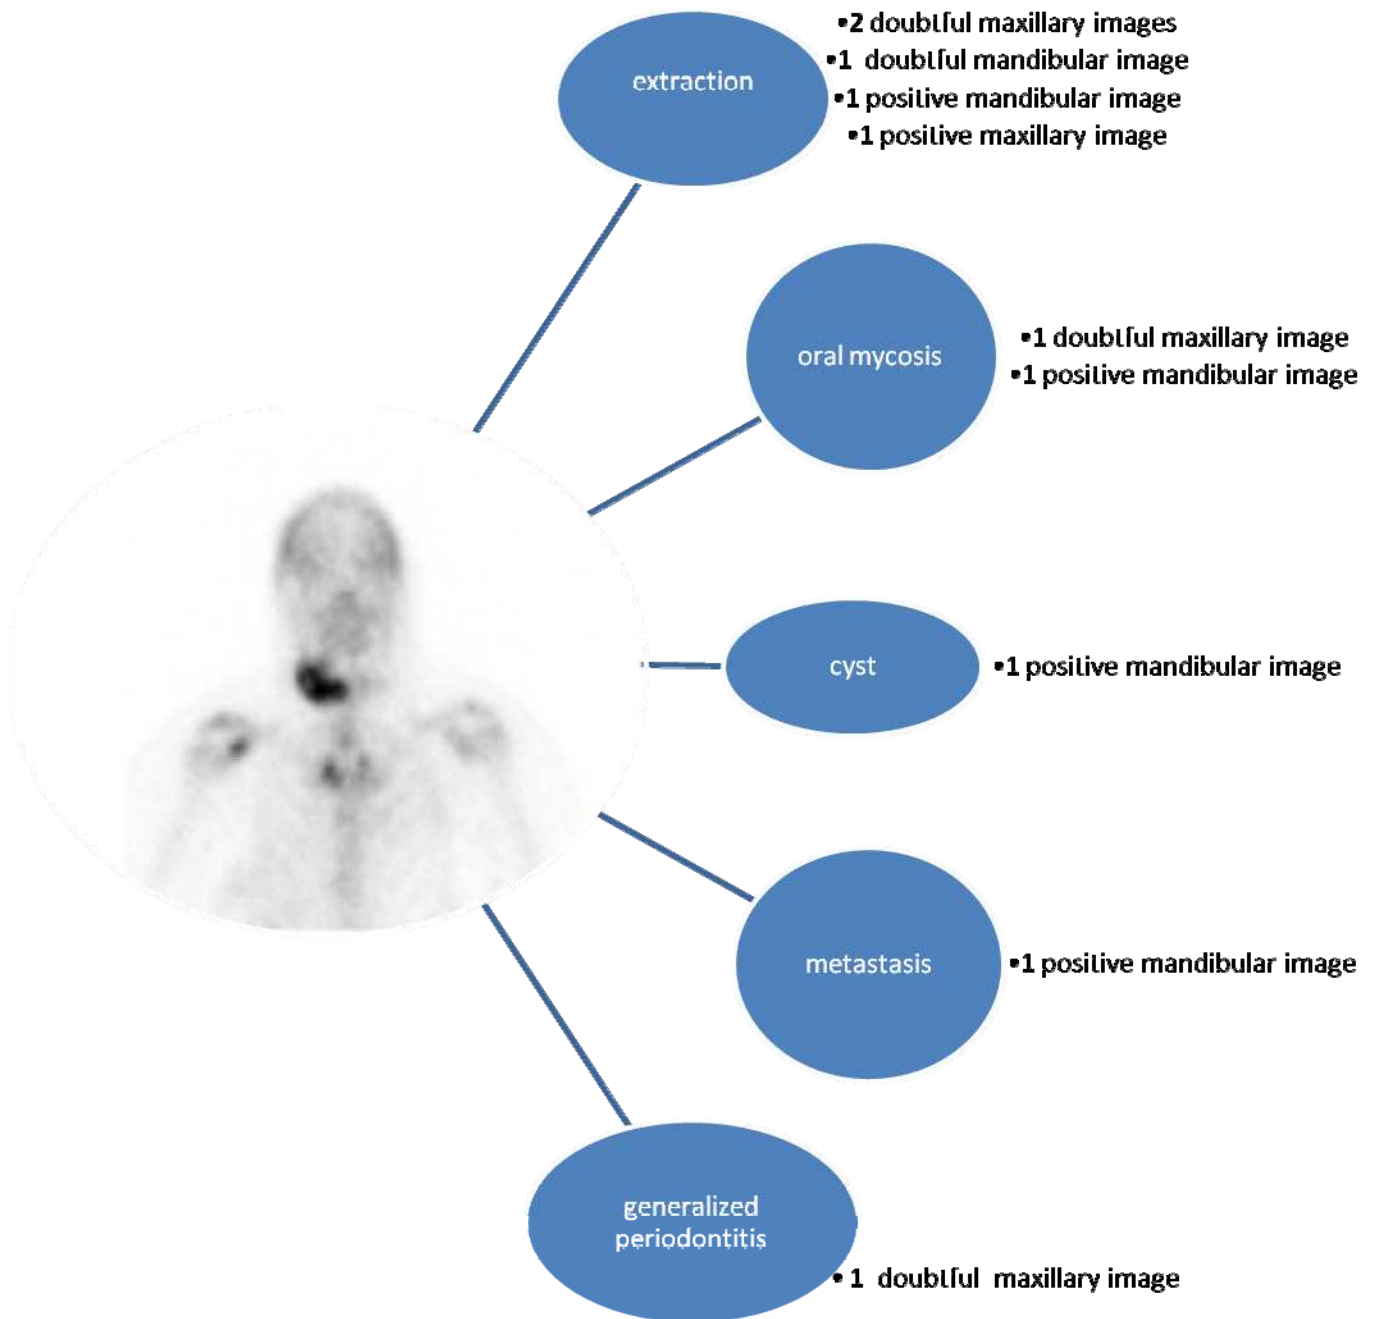 •2 doubtful maxillary images
•1 doubtful mandibular image
extraction
•1 positive mandibular image
•1 positive maxillary image
oral mycosis
•1 doubtful maxillary image
•1 positive mandibular image
cyst
•1 positive mandibular image
metastasis
•1 positive mandibular image
generalized
periodontitis
• 1 doubtful maxillary image